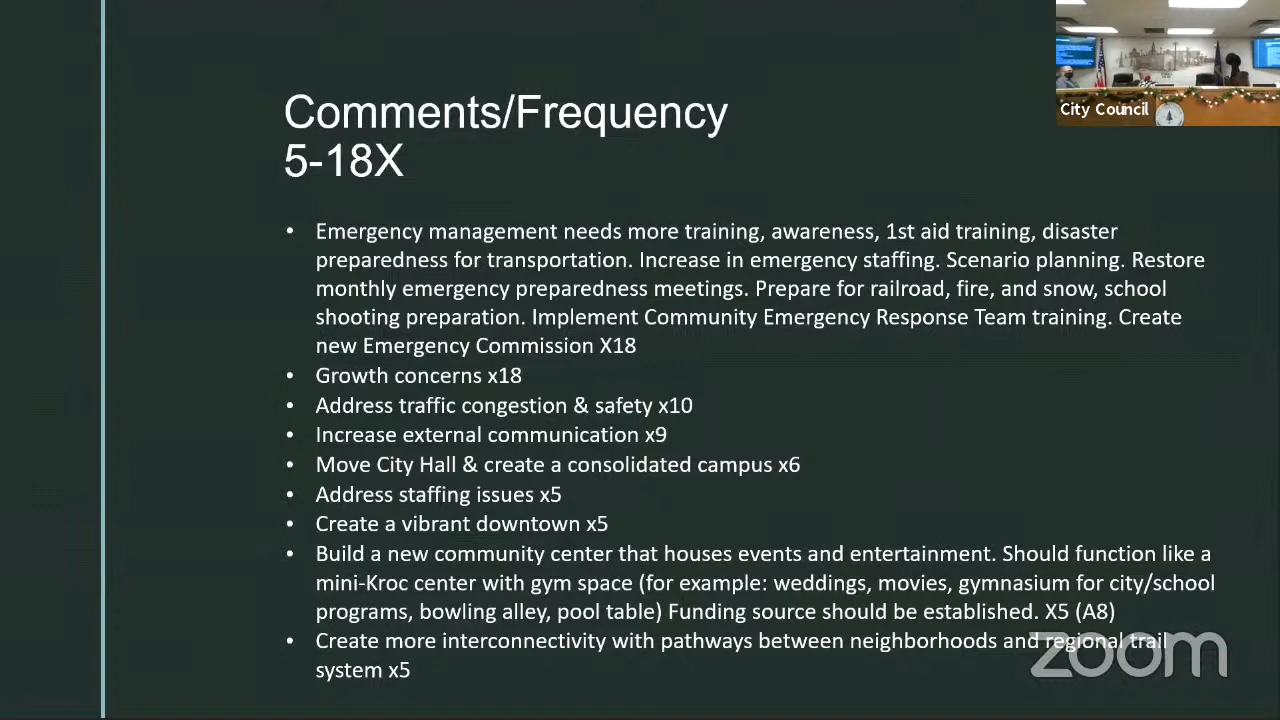 City Council
Comments/Frequency
5-18X
• Emergency management needs more training, awareness, 1st aid training, disaster
preparedness for transportation. Increase in emergency staffing. Scenario planning. Restore
monthly emergency preparedness meetings. Prepare for railroad, fire, and snow, school
shooting preparation. Implement Community Emergency Response Team training. Create
new Emergency Commission X18
• Growth concerns x18
• Address traffic congestion & safety x10
• Increase external communication x9
• Move City Hall & create a consolidated campus x6
• Address staffing issues x5
• Create a vibrant downtown x5
• Build a new community center that houses events and entertainment. Should function like a
mini-Kroc center with gym space (for example: weddings, movies, gymnasium for city/school
programs, bowling alley, pool table) Funding source should be established. X5 (A8)
• Create more interconnectivity with pathways between neighborhoods and regional trail
system x5
zoom